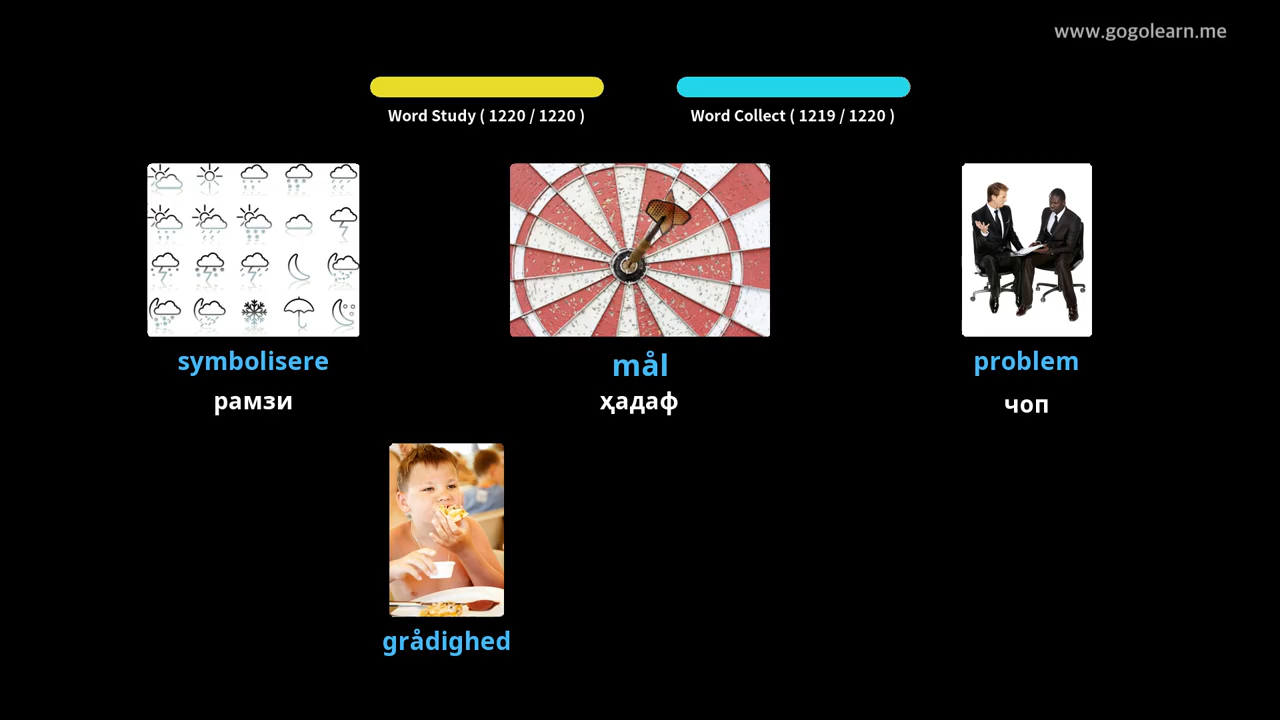 www.gogolearn.me
Word Study ( 1220 / 1220 )
Word Collect ( 1219 / 1220 )
symbolisere
mål
problem
рамзи
ҳадаф
чоп
grådighed